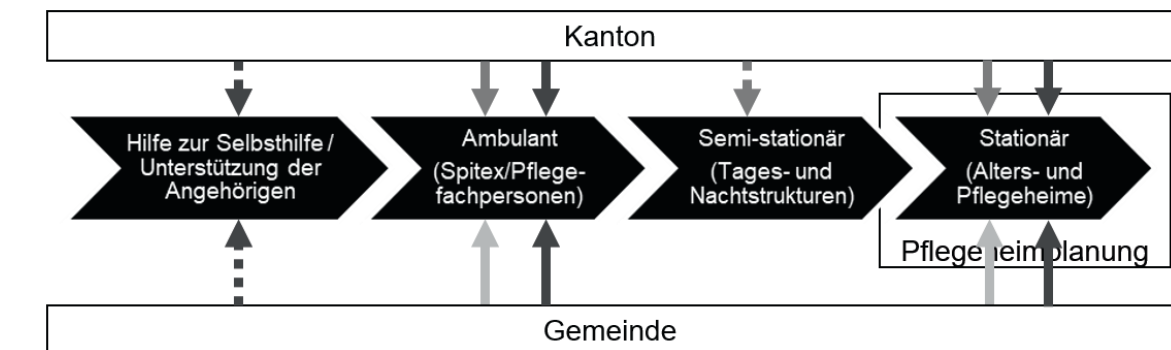 Kanton
Hilfe zur Selbsthilfe /
Unterstützung der
Angehörigen
Ambulant
(Spitex/Pflege-
fachpersonen)
Semi-stationär
(Tages- und
Nachtstrukturen)
Stationär
(Alters- und
Pflegeheime)
Pflegeheimplanung
Gemeinde